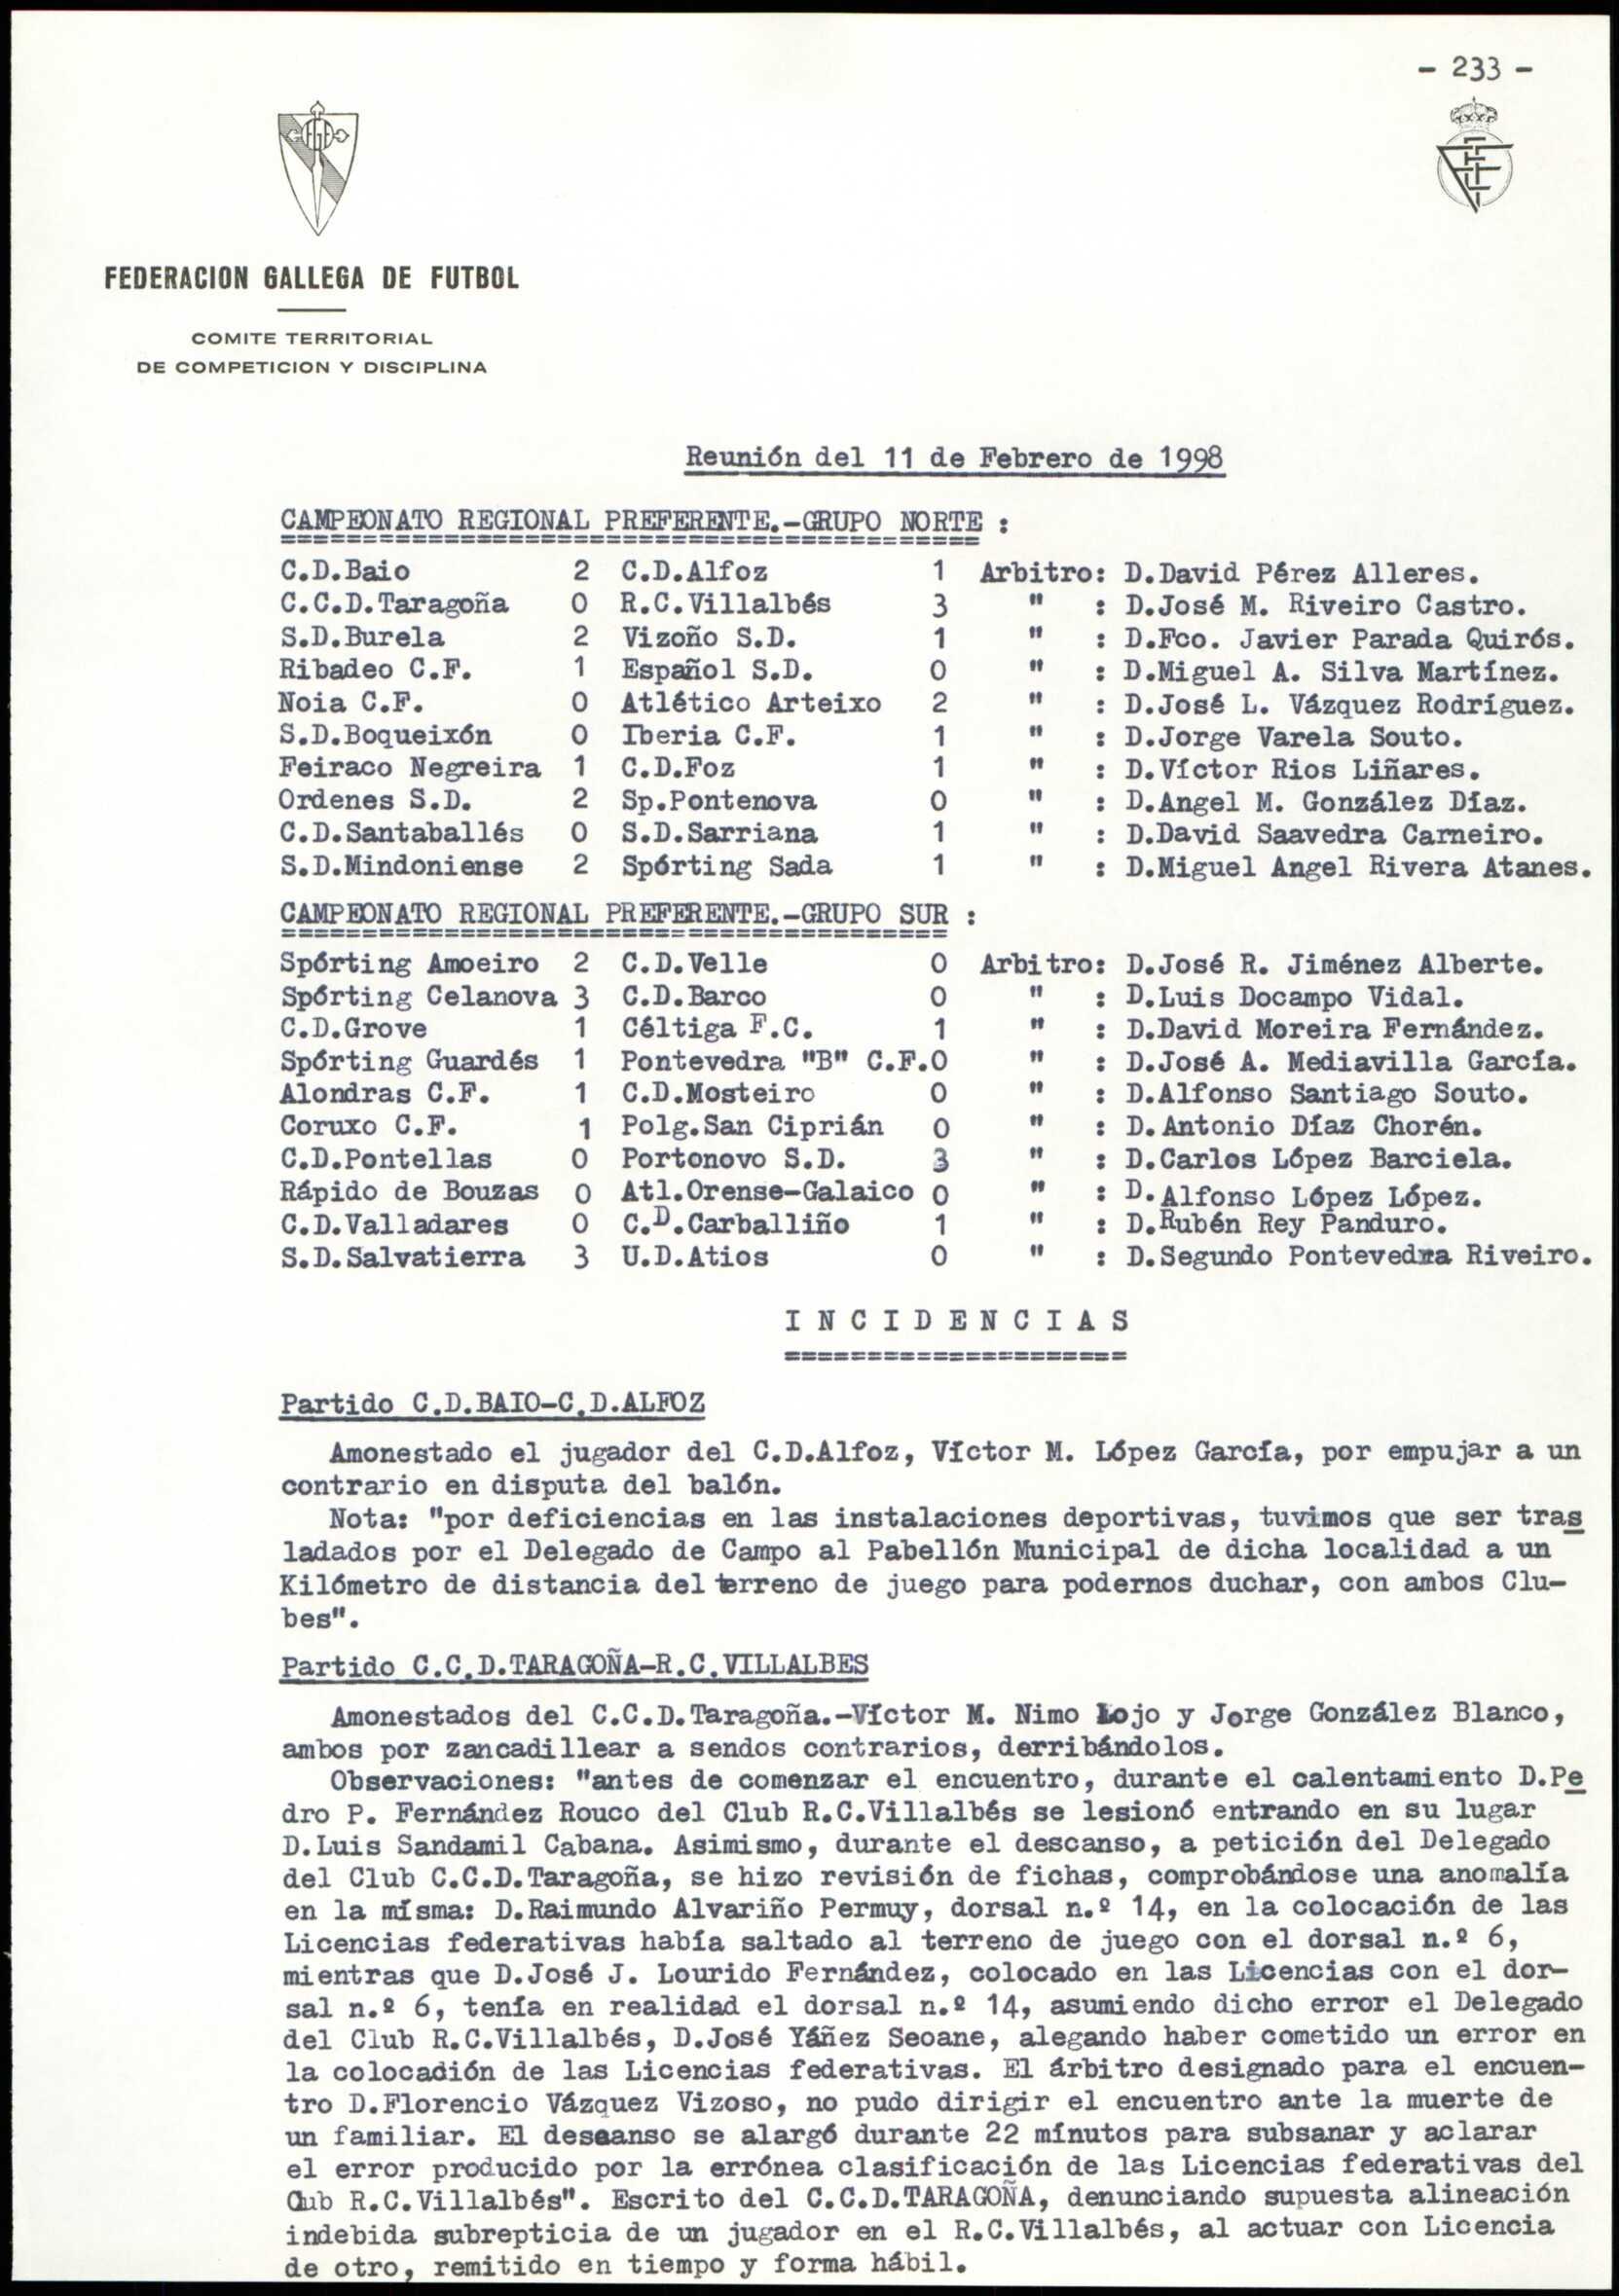 - 233 -
FEDERACION GALLEGA DE FUTBOL
COMITE TERRITORIAL
DE COMPETICION Y DISCIPLINA
Reunión del 11 de Febrero de 1998
CAMPEONATO REGIONAL PREFERENTE.-GRUPO NORTE :
C.D.Baio 2 C.D.Alfoz 1 Arbitro: D.David Pérez Alleres.
C.C.D.Taragoña 0 R.C.Villalbés 3 " : D.José M. Riveiro Castro.
S.D.Burela 2 Vizoño S.D. 1 " : D.Fco. Javier Parada Quirós.
Ribadeo C.F. 1 Español S.D. 0 " : D.Miguel A. Silva Martínez.
Noia C.F. 0 Atlético Arteixo 2 " : D.José L. Vázquez Rodríguez.
S.D.Boqueixón 0 Iberia C.F. 1 " : D.Jorge Varela Souto.
Feiraco Negreira 1 C.D.Foz 1 " : D.Víctor Rios Liñares.
Ordenes S.D. 2 Sp.Pontenova 0 " : D.Angel M. González Díaz.
C.D.Santaballés 0 S.D.Sarriana 1 " : D.David Saavedra Carneiro.
S.D.Mindoniense 2 Spórting Sada 1 " : D.Miguel Angel Rivera Atanes.
CAMPEONATO REGIONAL PREFERENTE.-GRUPO SUR :
Spórting Amoeiro 2 C.D.Velle 0 Arbitro: D.José R. Jiménez Alberte.
Spórting Celanova 3 C.D.Barco 0 " : D.Luis Docampo Vidal.
C.D.Grove 1 Céltiga F.C. 1 " : D.David Moreira Fernández.
Spórting Guardés 1 Pontevedra "B" C.F.0 " : D.José A. Mediavilla García.
Alondras C.F. 1 C.D.Mosteiro 0 " : D.Alfonso Santiago Souto.
Coruxo C.F. 1 Polg.San Ciprián 0 " : D.Antonio Díaz Chorén.
C.D.Pontellas 0 Portonovo S.D. 3 " : D.Carlos López Barciela.
Rápido de Bouzas 0 Atl.Orense-Galaico 0 " : D.Alfonso López López.
C.D.Valladares 0 C.D.Carballiño 1 " : D.Rubén Rey Panduro.
S.D.Salvatierra 3 U.D.Atios 0 " : D.Segundo Pontevedra Riveiro.
I N C I D E N C I A S
Partido C.D.BAIO-C.D.ALFOZ
Amonestado el jugador del C.D.Alfoz, Víctor M. López García, por empujar a un
contrario en disputa del balón.
Nota: "por deficiencias en las instalaciones deportivas, tuvimos que ser tras
ladados por el Delegado de Campo al Pabellón Municipal de dicha localidad a un
Kilómetro de distancia del terreno de juego para podernos duchar, con ambos Clu-
bes".
Partido C.C.D.TARAGOÑA-R.C.VILLALBES
Amonestados del C.C.D.Taragoña.-Víctor M. Nimo Lojo y Jorge González Blanco,
ambos por zancadillear a sendos contrarios, derribándolos.
Observaciones: "antes de comenzar el encuentro, durante el calentamiento D.Pe
dro P. Fernández Rouco del Club R.C.Villalbés se lesionó entrando en su lugar
D.Luis Sandamil Cabana. Asimismo, durante el descanso, a petición del Delegado
del Club C.C.D.Taragoña, se hizo revisión de fichas, comprobándose una anomalía
en la mísma: D.Raimundo Alvariño Permuy, dorsal n.º 14, en la colocación de las
Licencias federativas había saltado al terreno de juego con el dorsal n.º 6,
mientras que D.José J. Lourido Fernández, colocado en las Licencias con el dor-
sal n.º 6, tenía en realidad el dorsal n.º 14, asumiendo dicho error el Delegado
del Club R.C.Villalbés, D.José Yáñez Seoane, alegando haber cometido un error en
la colocadión de las Licencias federativas. El árbitro designado para el encuen-
tro D.Florencio Vázquez Vizoso, no pudo dirigir el encuentro ante la muerte de
un familiar. El deseanso se alargó durante 22 mínutos para subsanar y aclarar
el error producido por la errónea clasificación de las Licencias federativas del
Club R.C.Villalbés". Escrito del C.C.D.TARAGOÑA, denunciando supuesta alineación
indebida subrepticia de un jugador en el R.C.Villalbés, al actuar con Licencia
de otro, remitido en tiempo y forma hábil.